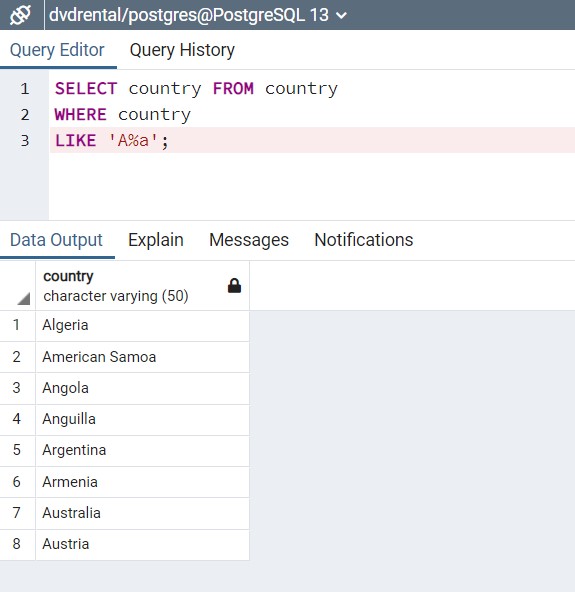 dvdrental/postgres@PostgreSQL 13
Query Editor Query History
1 SELECT country FROM country
2 WHERE country
3 LIKE 'A%a';
Data Output Explain Messages Notifications
country
character varying (50)
1 Algeria
2 American Samoa
3 Angola
4 Anguilla
5 Argentina
6 Armenia
7 Australia
8 Austria